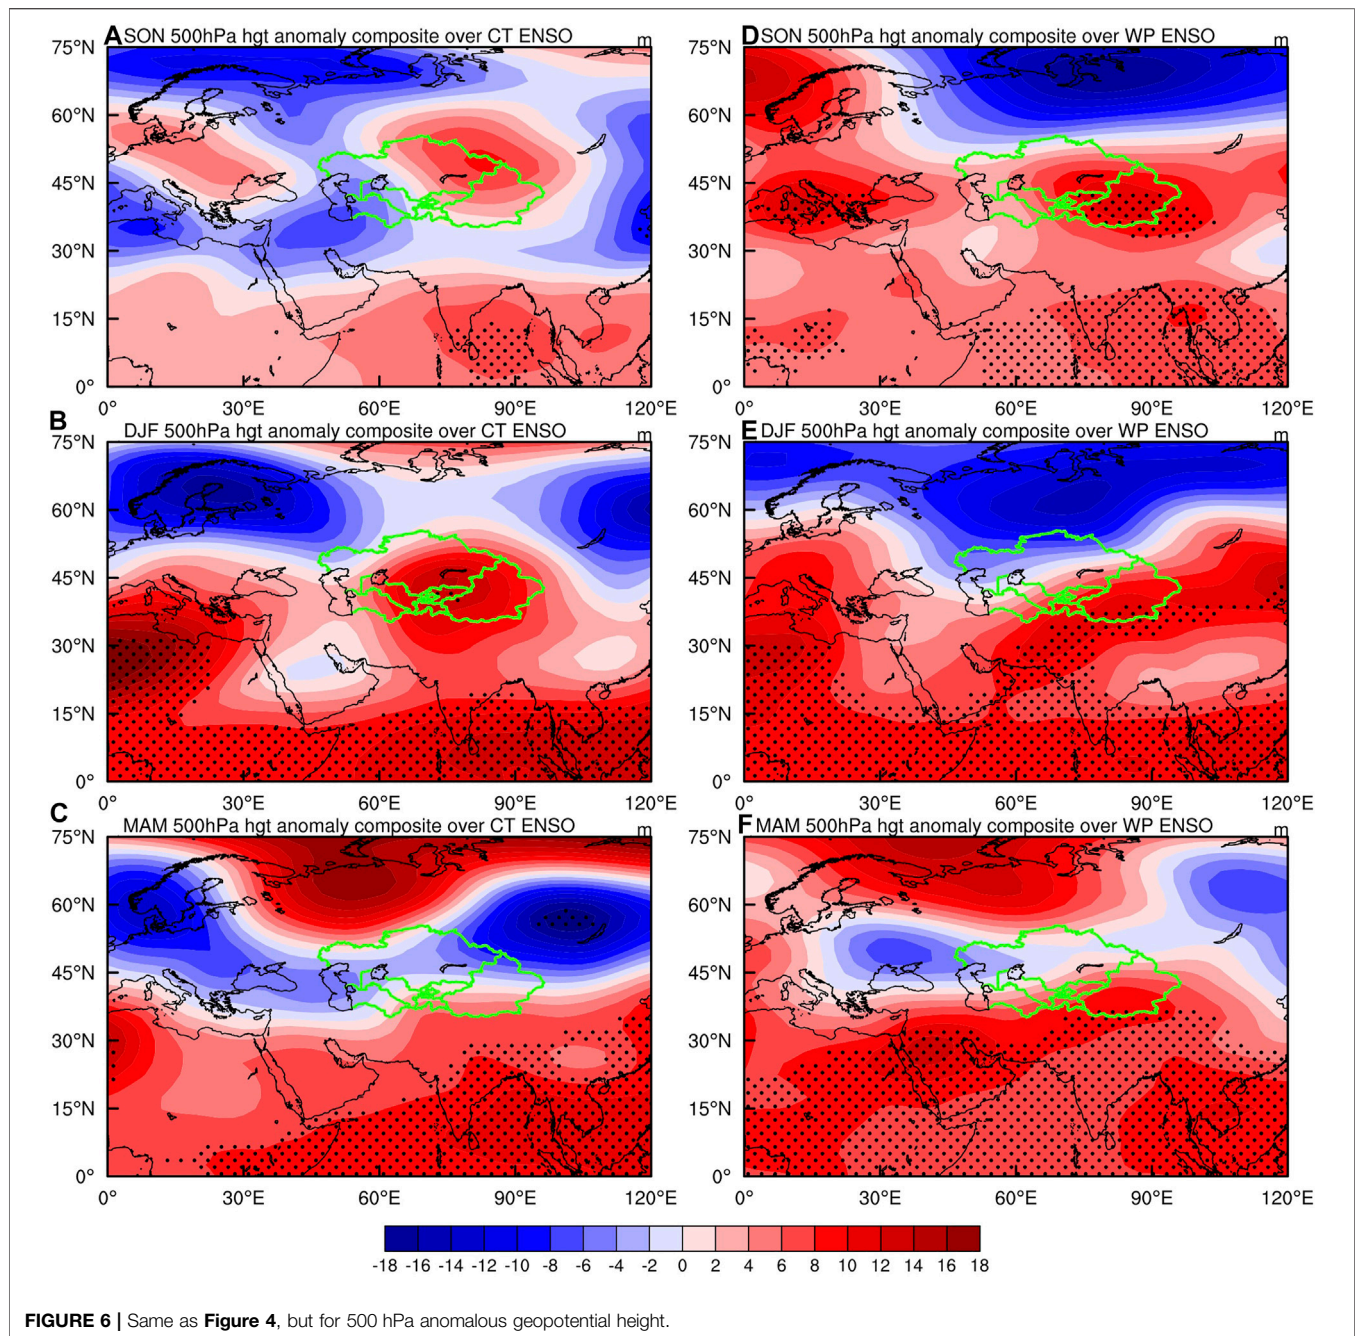 A SON 500hPa hgt anomaly composite over CT ENSO m
75°N
60°N
45°N
30°N
15°N
0°
0° 30°E 60°E 90°E 120°E
D SON 500hPa hgt anomaly composite over WP ENSO m
75°N
60°N
45°N
30°N
15°N
0°
0° 30°E 60°E 90°E 120°E
B DJF 500hPa hgt anomaly composite over CT ENSO m
75°N
60°N
45°N
30°N
15°N
0°
0° 30°E 60°E 90°E 120°E
E DJF 500hPa hgt anomaly composite over WP ENSO m
75°N
60°N
45°N
30°N
15°N
0°
0° 30°E 60°E 90°E 120°E
C MAM 500hPa hgt anomaly composite over CT ENSO m
75°N
60°N
45°N
30°N
15°N
0°
0° 30°E 60°E 90°E 120°E
F MAM 500hPa hgt anomaly composite over WP ENSO m
75°N
60°N
45°N
30°N
15°N
0°
0° 30°E 60°E 90°E 120°E
-18 -16 -14 -12 -10 -8 -6 -4 -2 0 2 4 6 8 10 12 14 16 18
FIGURE 6 | Same as Figure 4, but for 500 hPa anomalous geopotential height.